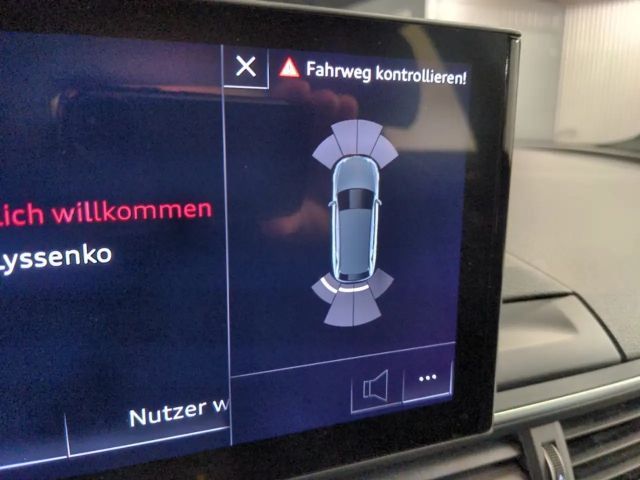 Fahrweg kontrollieren!
lich willkommen
Lyssenko
Nutzer w